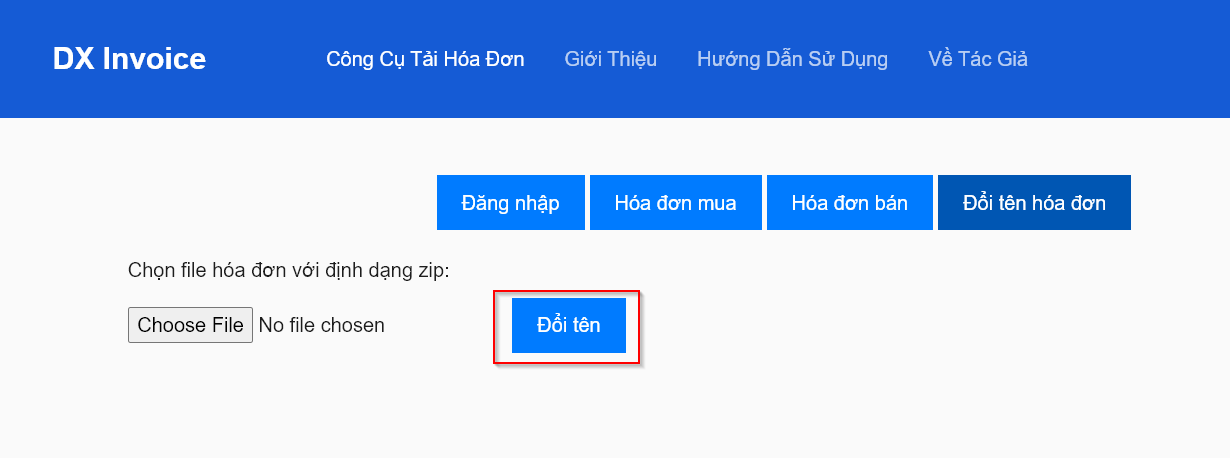 DX Invoice Công Cụ Tải Hóa Đơn Giới Thiệu Hướng Dẫn Sử Dụng Về Tác Giả
Đăng nhập Hóa đơn mua Hóa đơn bán Đổi tên hóa đơn
Chọn file hóa đơn với định dạng zip:
Choose File No file chosen Đổi tên